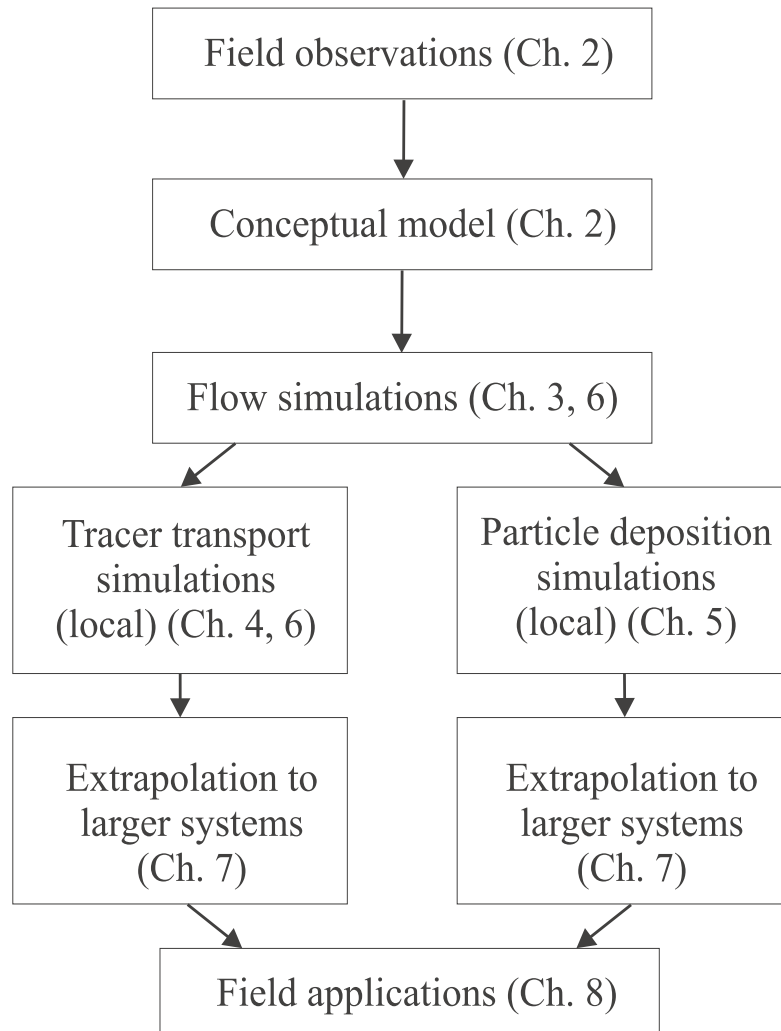 Field observations (Ch. 2)
Conceptual model (Ch. 2)
Flow simulations (Ch. 3, 6)
Tracer transport
simulations
(local) (Ch. 4, 6)
Particle deposition
simulations
(local) (Ch. 5)
Extrapolation to
larger systems
(Ch. 7)
Extrapolation to
larger systems
(Ch. 7)
Field applications (Ch. 8)